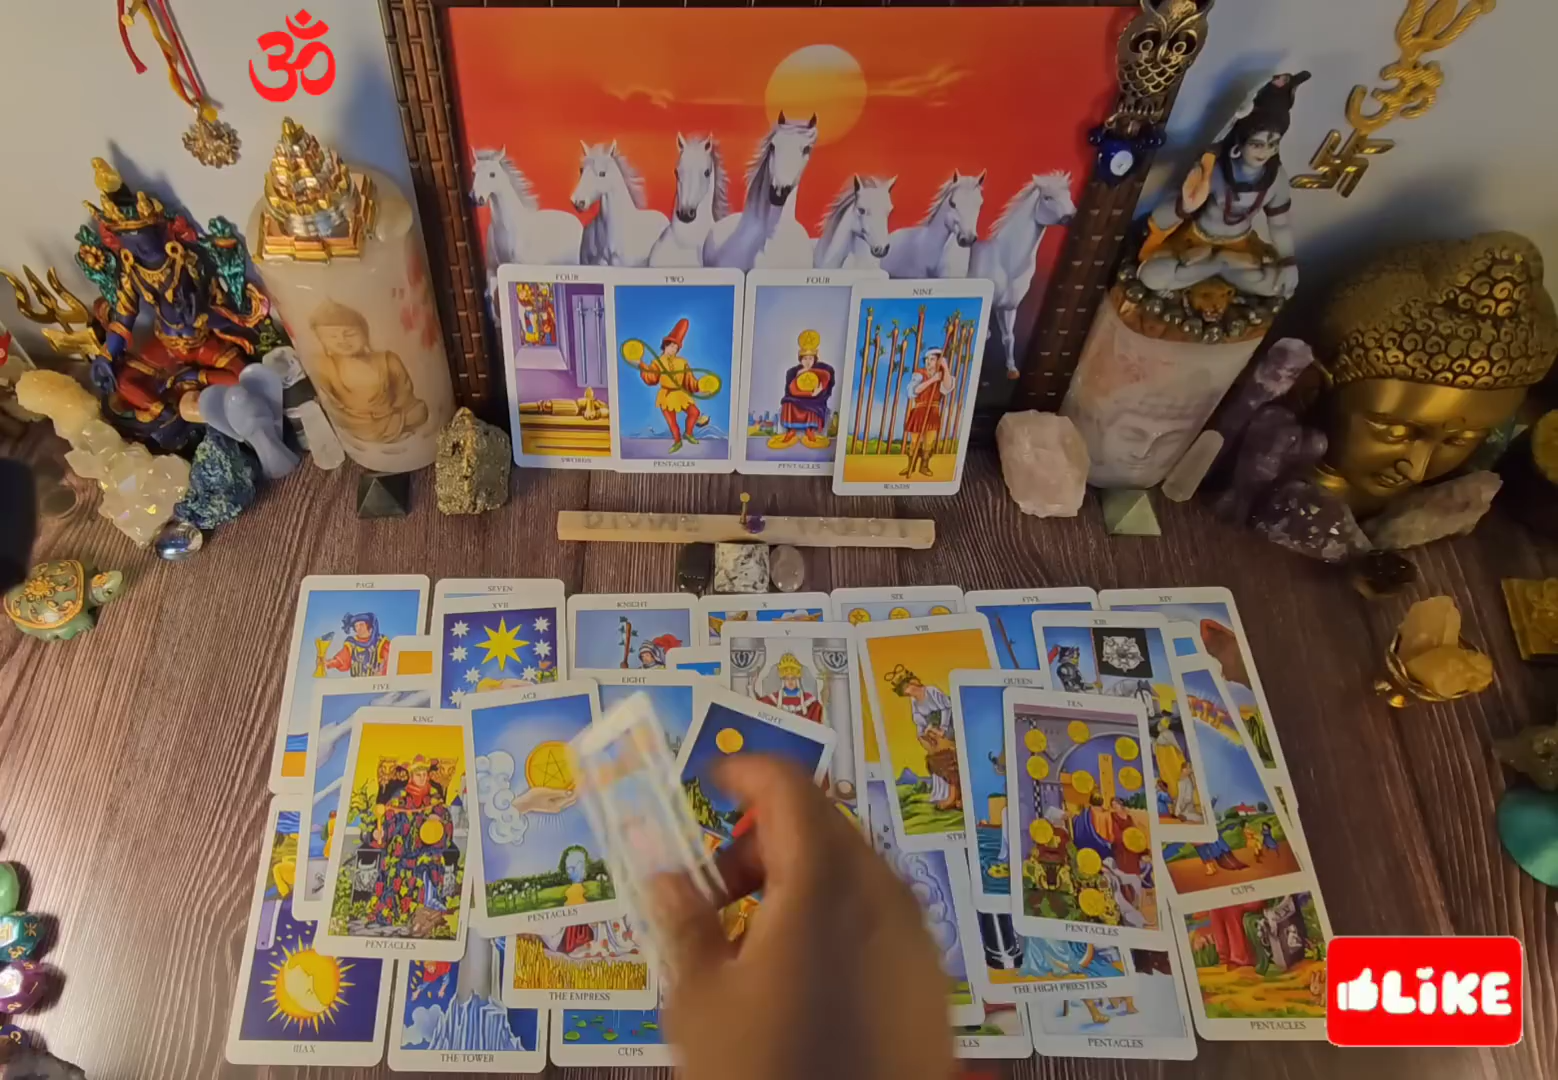 ॐ
FOUR
TWO
FOUR
NINE
SWORDS
PENTACLES
PENTACLES
WANDS
PAGE
SEVEN
XVII
KNIGHT
X
V
SIX
VIII
FIVE
XIII
XIV
FIVE
ACE
EIGHT
EIGHT
QUEEN
TEN
KING
PENTACLES
PENTACLES
PENTACLES
CUPS
THE EMPRESS
THE HIGH PRIESTESS
PENTACLES
THE TOWER
CUPS
PENTACLES
LiKE